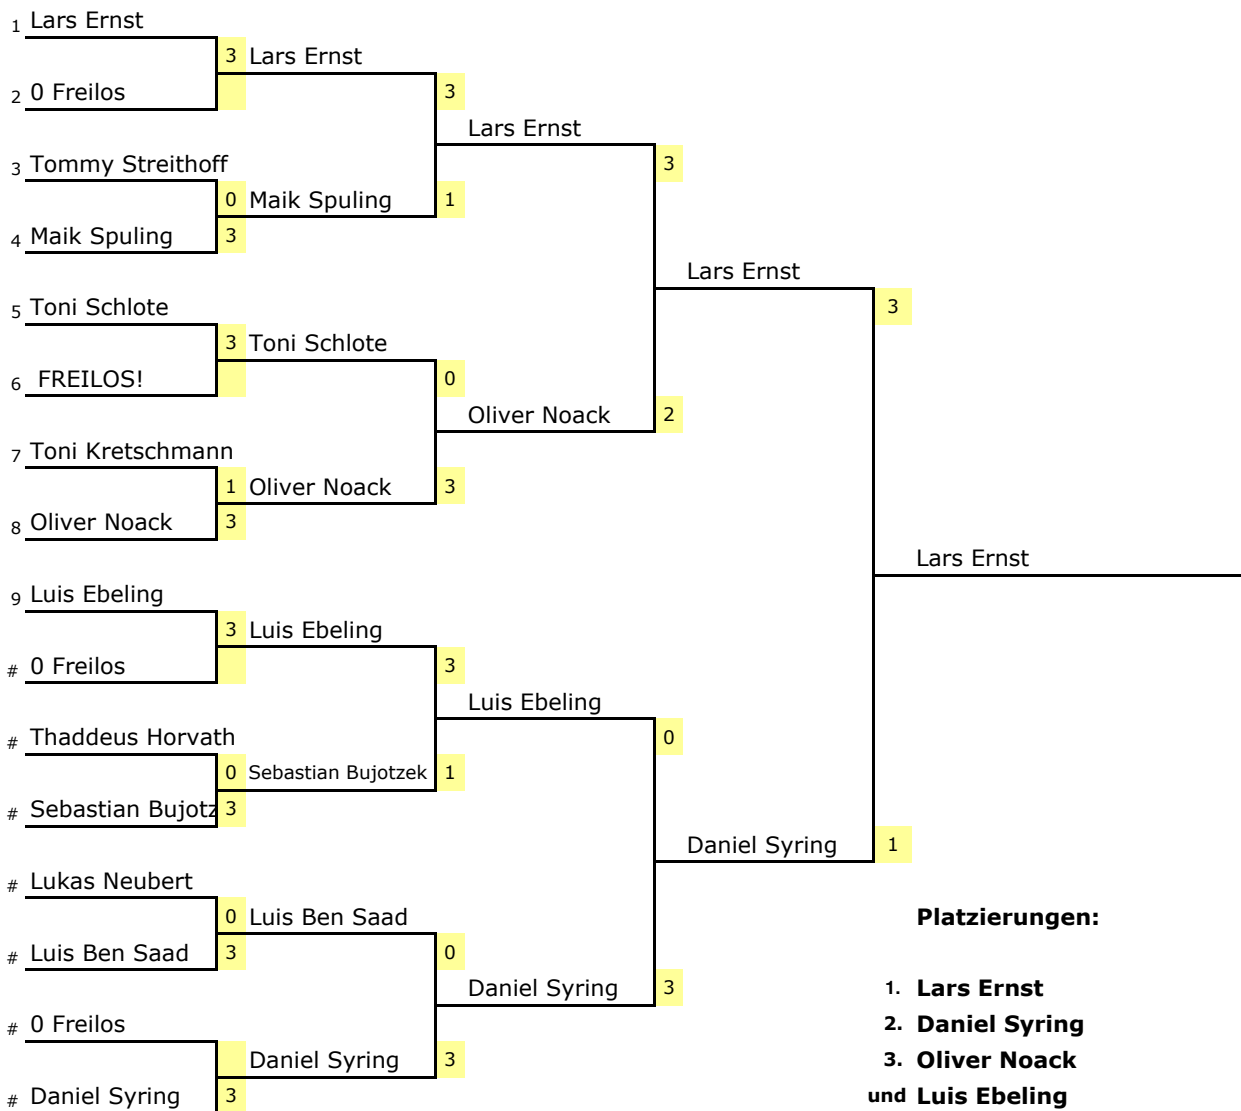 1 Lars Ernst
3 Lars Ernst
2 0 Freilos
3
Lars Ernst
3 Tommy Streithoff
3
0 Maik Spuling
1
4 Maik Spuling
3
Lars Ernst
5 Toni Schlote
3
3 Toni Schlote
6 FREILOS!
0
Oliver Noack
2
7 Toni Kretschmann
1 Oliver Noack
3
8 Oliver Noack
3
Lars Ernst
9 Luis Ebeling
3 Luis Ebeling
# 0 Freilos
3
Luis Ebeling
# Thaddeus Horvath
0
0 Sebastian Bujotzek
1
# Sebastian Bujotz
3
Daniel Syring
1
# Lukas Neubert
0 Luis Ben Saad
Platzierungen:
# Luis Ben Saad
3
0
Daniel Syring
3
1. Lars Ernst
# 0 Freilos
2. Daniel Syring
Daniel Syring
3
3. Oliver Noack
# Daniel Syring
3
und Luis Ebeling